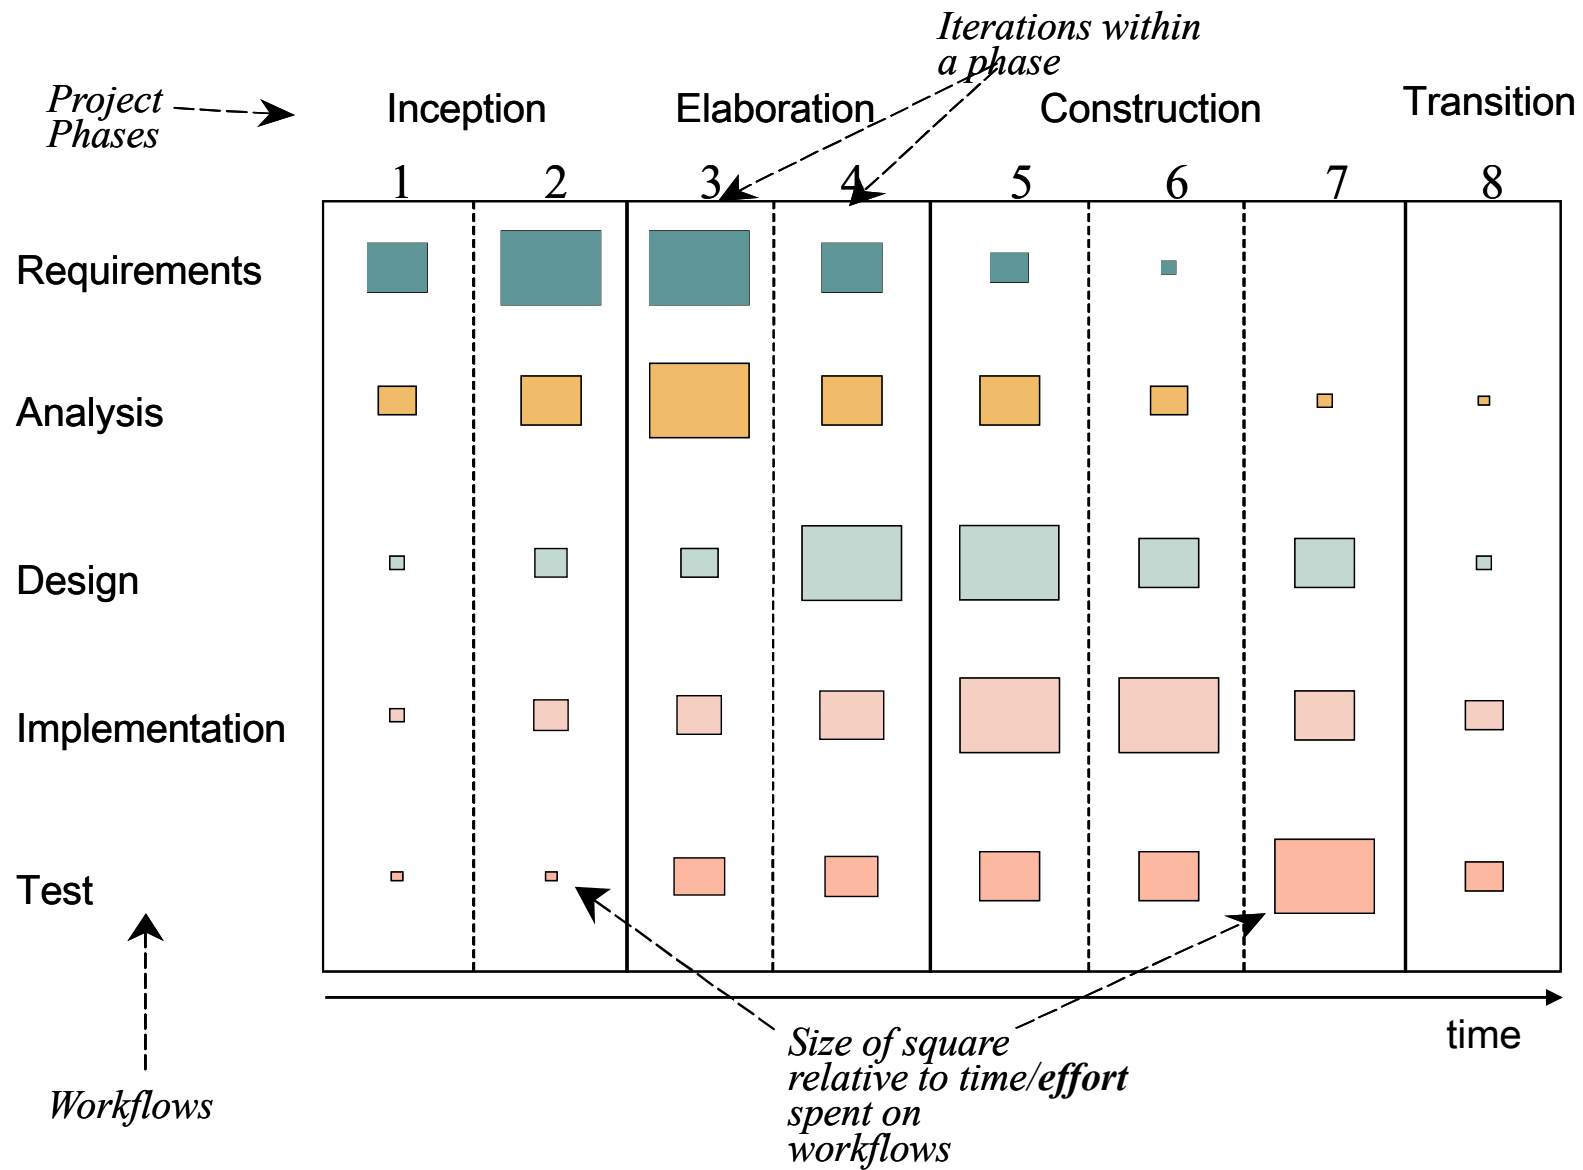 Iterations within
a phase
Project
Phases
Inception
Elaboration
Construction
Transition
1 2 3 4 5 6 7 8
Requirements
Analysis
Design
Implementation
Test
time
Size of square
relative to time/effort
spent on
workflows
Workflows